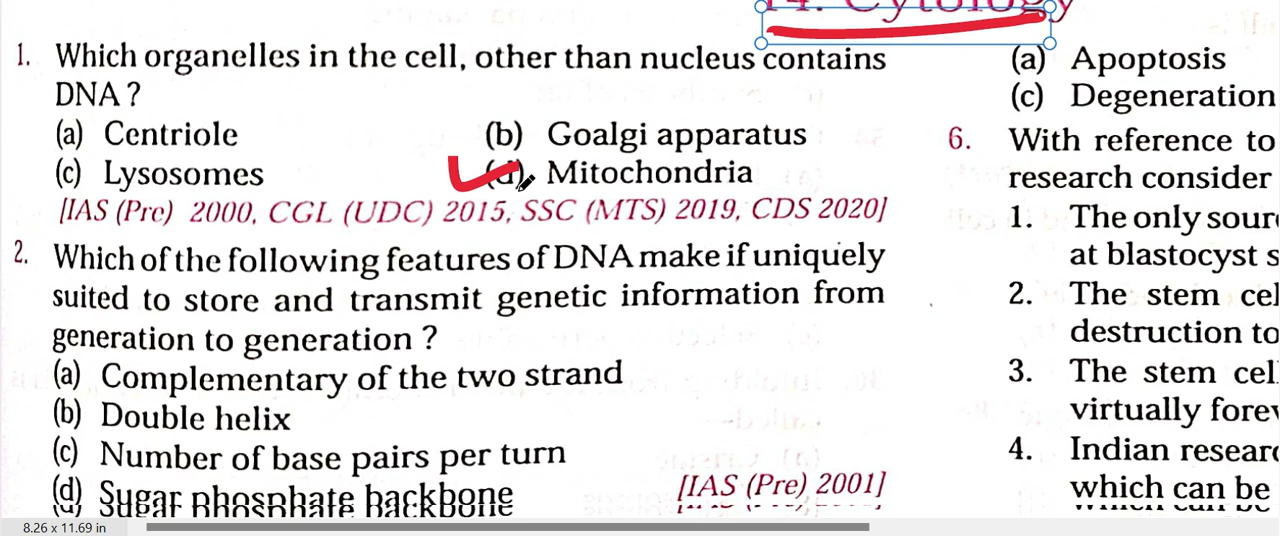 14. Cytology
1. Which organelles in the cell, other than nucleus contains
DNA ?
(a) Centriole (b) Goalgi apparatus
(c) Lysosomes (d) Mitochondria
[IAS (Pre) 2000, CGL (UDC) 2015, SSC (MTS) 2019, CDS 2020]
2. Which of the following features of DNA make if uniquely
suited to store and transmit genetic information from
generation to generation ?
(a) Complementary of the two strand
(b) Double helix
(c) Number of base pairs per turn
(d) Sugar phosphate backbone
[IAS (Pre) 2001]
(a) Apoptosis
(c) Degeneration
6. With reference to
research consider
1. The only sour
at blastocyst s
2. The stem cel
destruction to
3. The stem cel
virtually forev
4. Indian researc
which can be
8.26 x 11.69 in